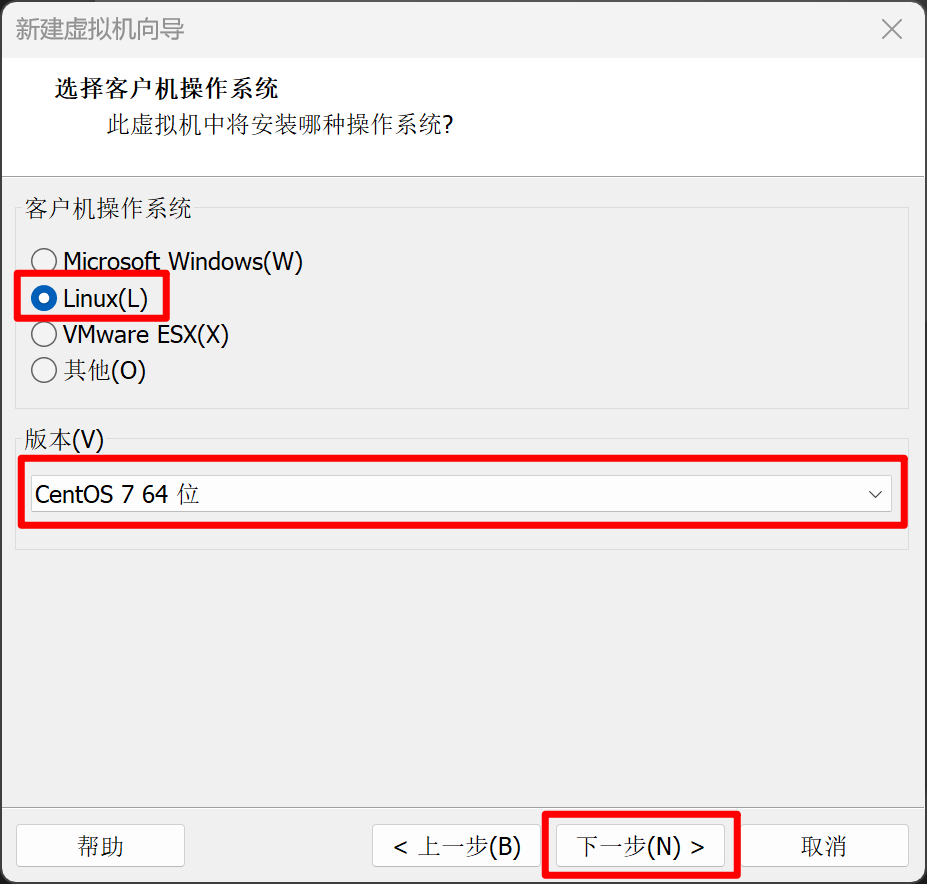 新建虚拟机向导
选择客户机操作系统
此虚拟机中将安装哪种操作系统?
客户机操作系统
Microsoft Windows(W)
Linux(L)
VMware ESX(X)
其他(O)
版本(V)
CentOS 7 64 位
帮助
< 上一步(B)
下一步(N) >
取消